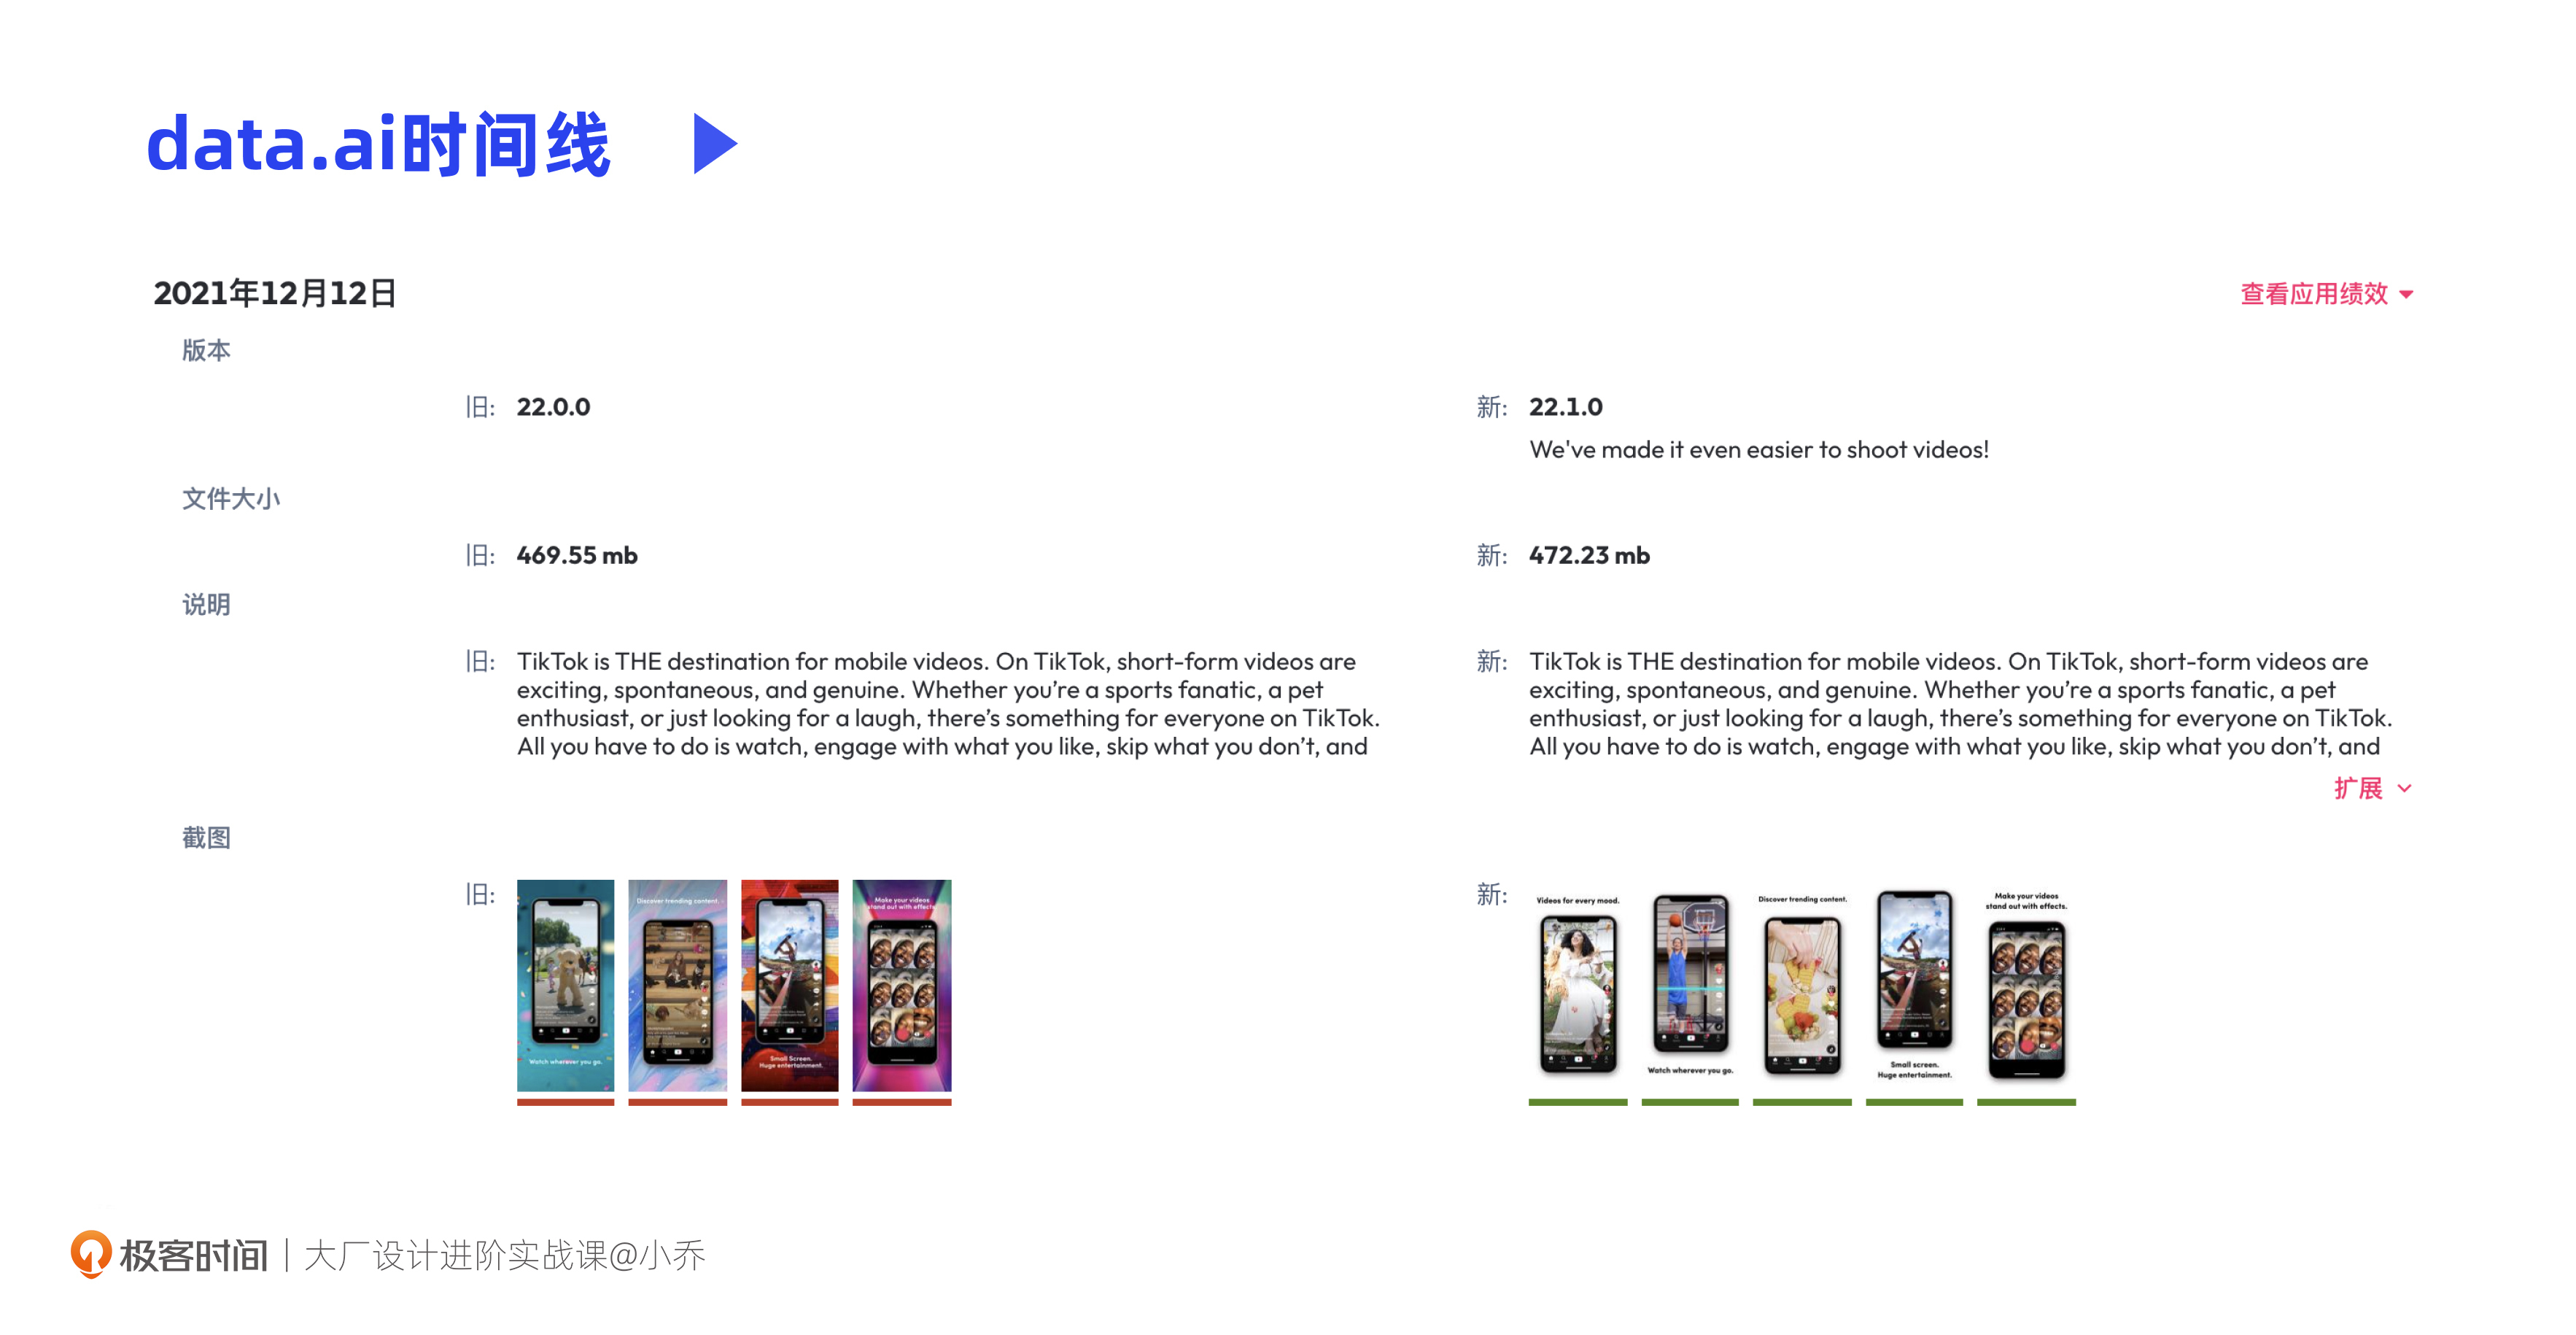 data.ai时间线
2021年12月12日
查看应用绩效
版本
旧: 22.0.0
新: 22.1.0
We've made it even easier to shoot videos!
文件大小
旧: 469.55 mb
新: 472.23 mb
说明
旧: TikTok is THE destination for mobile videos. On TikTok, short-form videos are
exciting, spontaneous, and genuine. Whether you’re a sports fanatic, a pet
enthusiast, or just looking for a laugh, there’s something for everyone on TikTok.
All you have to do is watch, engage with what you like, skip what you don’t, and
新: TikTok is THE destination for mobile videos. On TikTok, short-form videos are
exciting, spontaneous, and genuine. Whether you’re a sports fanatic, a pet
enthusiast, or just looking for a laugh, there’s something for everyone on TikTok.
All you have to do is watch, engage with what you like, skip what you don’t, and
扩展
截图
旧:
Watch wherever you go.
Discover trending content.
Small Screen.
Huge entertainment.
Make your videos
stand out with effects.
新:
Videos for every mood.
Watch wherever you go.
Discover trending content.
Small screen.
Huge entertainment.
Make your videos
stand out with effects.
极客时间 | 大厂设计进阶实战课@小乔